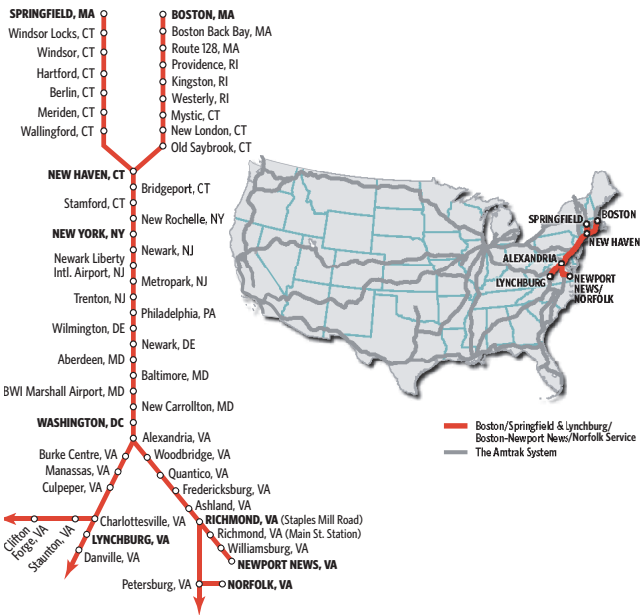 SPRINGFIELD, MA
Windsor Locks, CT
Windsor, CT
Hartford, CT
Berlin, CT
Meriden, CT
Wallingford, CT
BOSTON, MA
Boston Back Bay, MA
Route 128, MA
Providence, RI
Kingston, RI
Westerly, RI
Mystic, CT
New London, CT
Old Saybrook, CT
NEW HAVEN, CT
Bridgeport, CT
Stamford, CT
New Rochelle, NY
NEW YORK, NY
Newark, NJ
Newark Liberty
Intl. Airport, NJ
Metropark, NJ
Trenton, NJ
Philadelphia, PA
Wilmington, DE
Newark, DE
Aberdeen, MD
Baltimore, MD
BWI Marshall Airport, MD
New Carrollton, MD
WASHINGTON, DC
Alexandria, VA
Burke Centre, VA
Manassas, VA
Culpeper, VA
Charlottesville, VA
Clifton
Forge, VA
Staunton, VA
LYNCHBURG, VA
Danville, VA
Woodbridge, VA
Quantico, VA
Fredericksburg, VA
Ashland, VA
RICHMOND, VA (Staples Mill Road)
Richmond, VA (Main St. Station)
Williamsburg, VA
NEWPORT NEWS, VA
Petersburg, VA
NORFOLK, VA
SPRINGFIELD
BOSTON
NEW HAVEN
ALEXANDRIA
LYNCHBURG
NEWPORT
NEWS/
NORFOLK
Boston/Springfield & Lynchburg/
Boston-Newport News/Norfolk Service
The Amtrak System